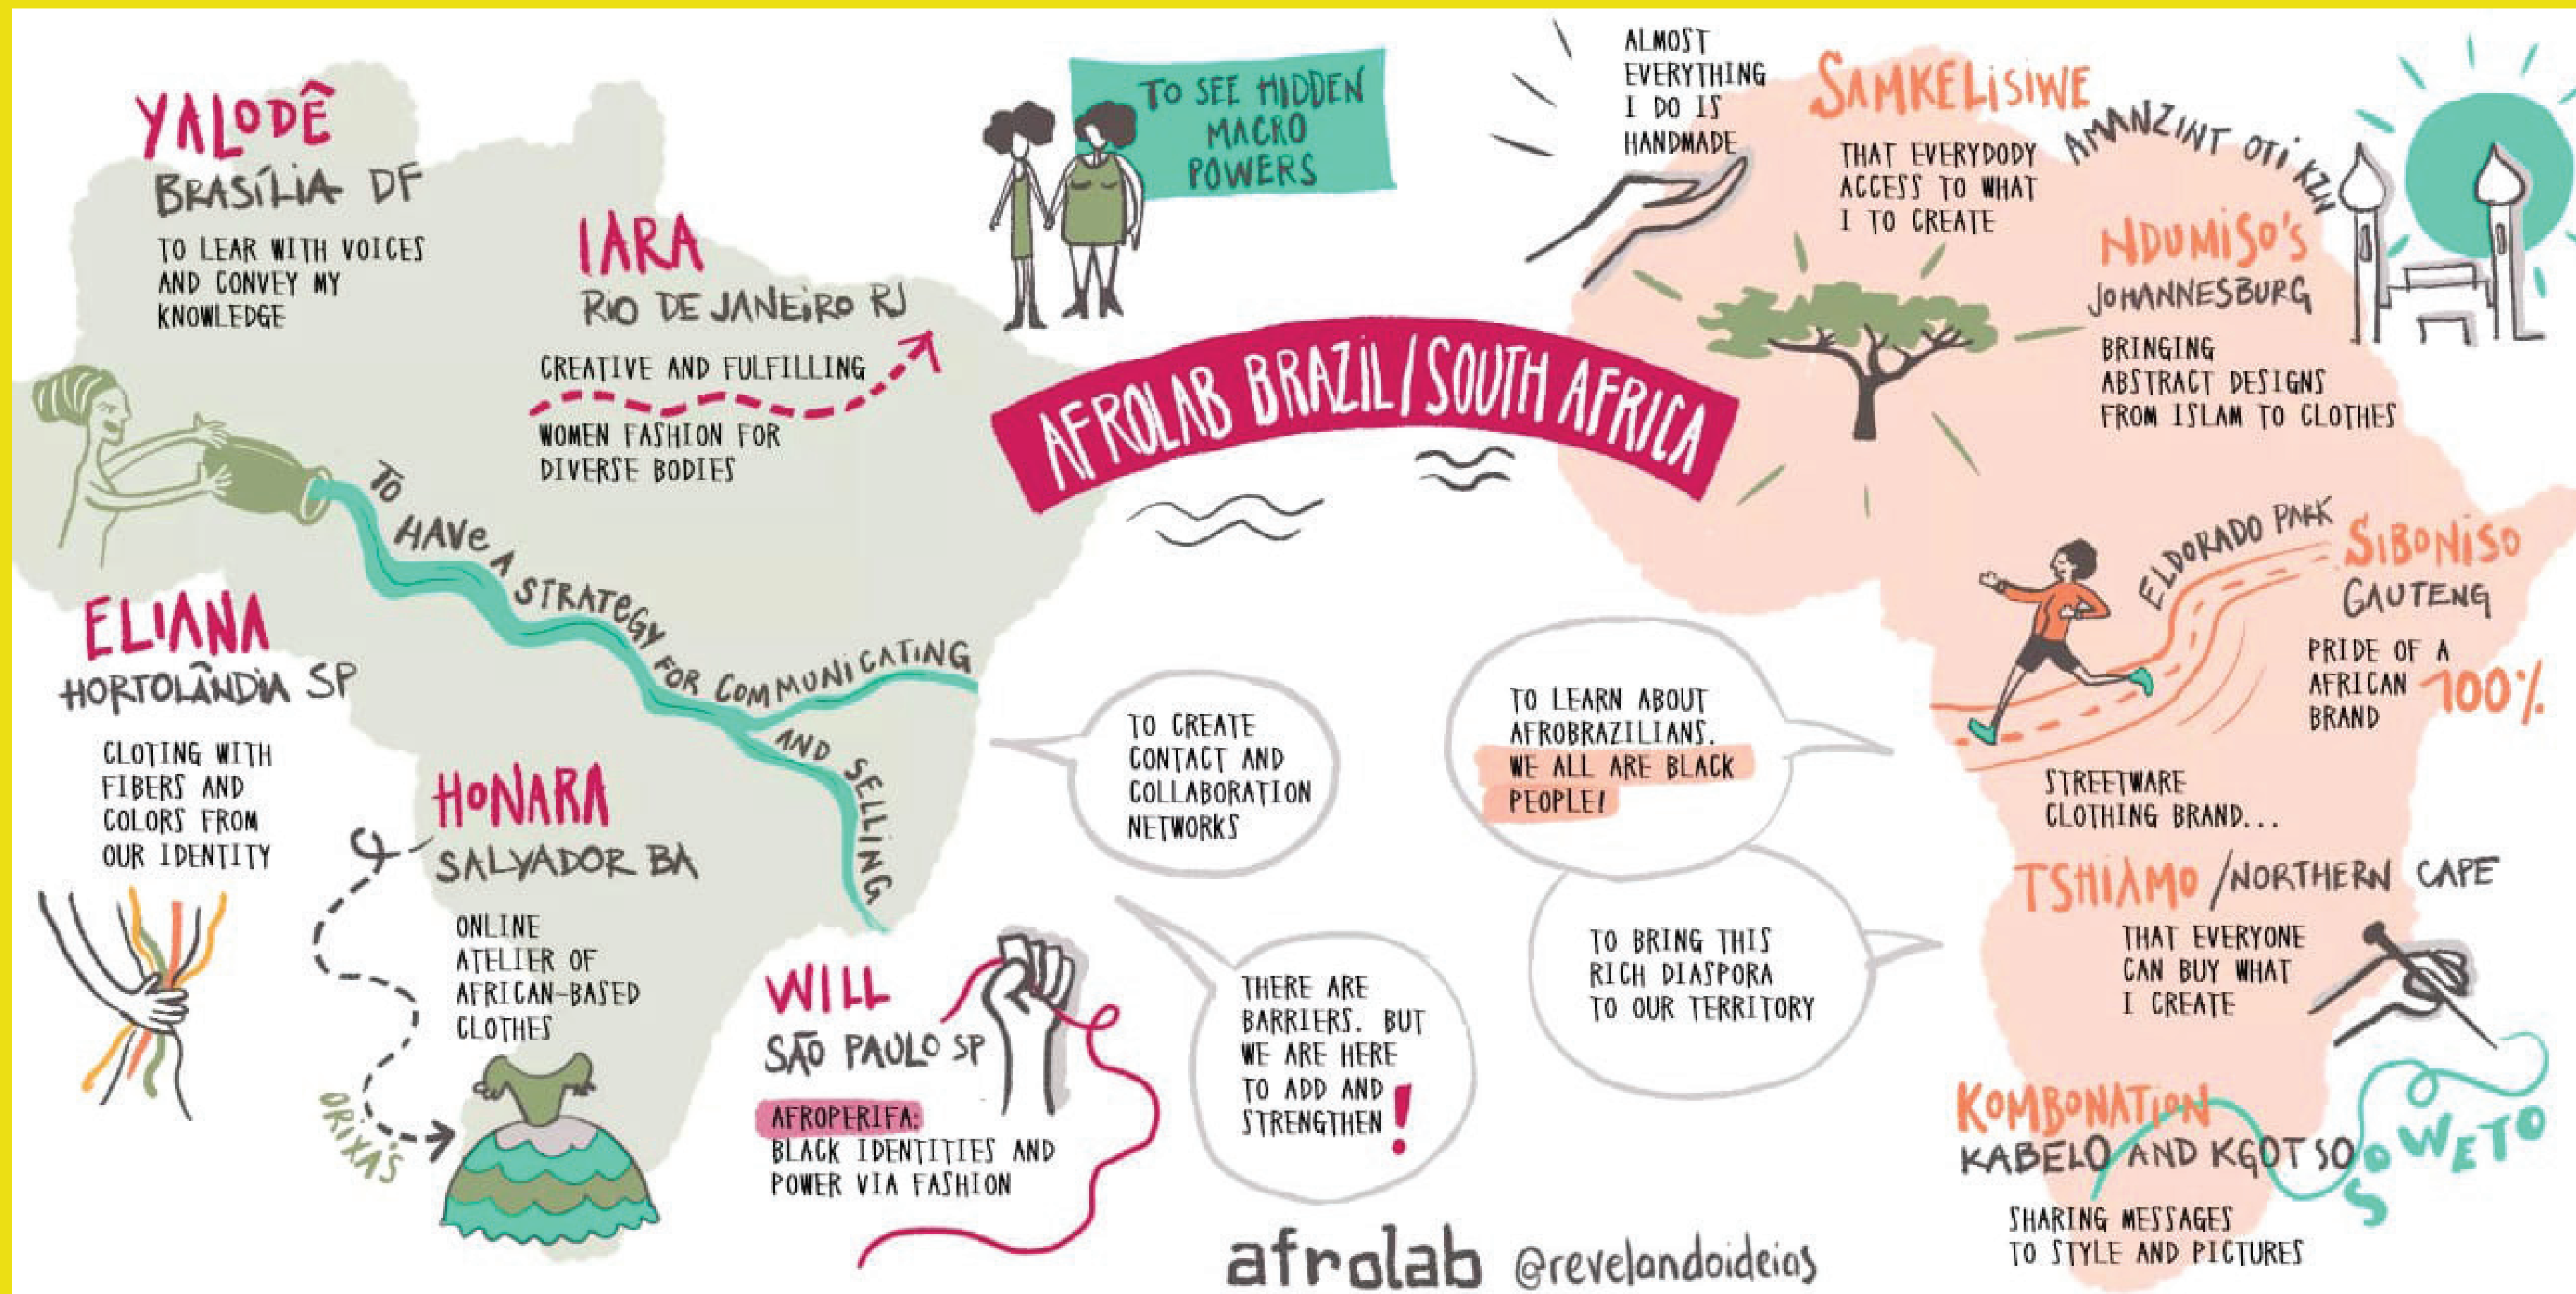 YALODÊ
BRASÍLIA DF
TO LEAR WITH VOICES
AND CONVEY MY
KNOWLEDGE
IARA
RIO DE JANEIRO RJ
CREATIVE AND FULFILLING
WOMEN FASHION FOR
DIVERSE BODIES
TO SEE HIDDEN
MACRO
POWERS
TO HAVE A STRATEGY FOR COMMUNICATING
AND SELLING
ELIANA
HORTOLÂNDIA SP
CLOTING WITH
FIBERS AND
COLORS FROM
OUR IDENTITY
HONARA
SALVADOR BA
ONLINE
ATELIER OF
AFRICAN-BASED
CLOTHES
ORIXÁS
WILL
SÃO PAULO SP
AFROPERIFA:
BLACK IDENTITIES AND
POWER VIA FASHION
AFROLAB BRAZIL/SOUTH AFRICA
TO CREATE
CONTACT AND
COLLABORATION
NETWORKS
THERE ARE
BARRIERS. BUT
WE ARE HERE
TO ADD AND
STRENGTHEN!
TO LEARN ABOUT
AFROBRAZILIANS.
WE ALL ARE BLACK
PEOPLE!
TO BRING THIS
RICH DIASPORA
TO OUR TERRITORY
ALMOST
EVERYTHING
I DO IS
HANDMADE
SAMKELISIWE
AMANZINT OTI KZN
THAT EVERYDODY
ACCESS TO WHAT
I TO CREATE
NDUMISO'S
JOHANNESBURG
BRINGING
ABSTRACT DESIGNS
FROM ISLAM TO CLOTHES
ELDORADO PARK
SIBONISO
GAUTENG
PRIDE OF A
AFRICAN 100%
BRAND
STREETWARE
CLOTHING BRAND...
TSHIAMO /NORTHERN CAPE
THAT EVERYONE
CAN BUY WHAT
I CREATE
KOMBONATION
KABELO AND KGOTSO
SOWETO
SHARING MESSAGES
TO STYLE AND PICTURES
afrolab @revelandoideias